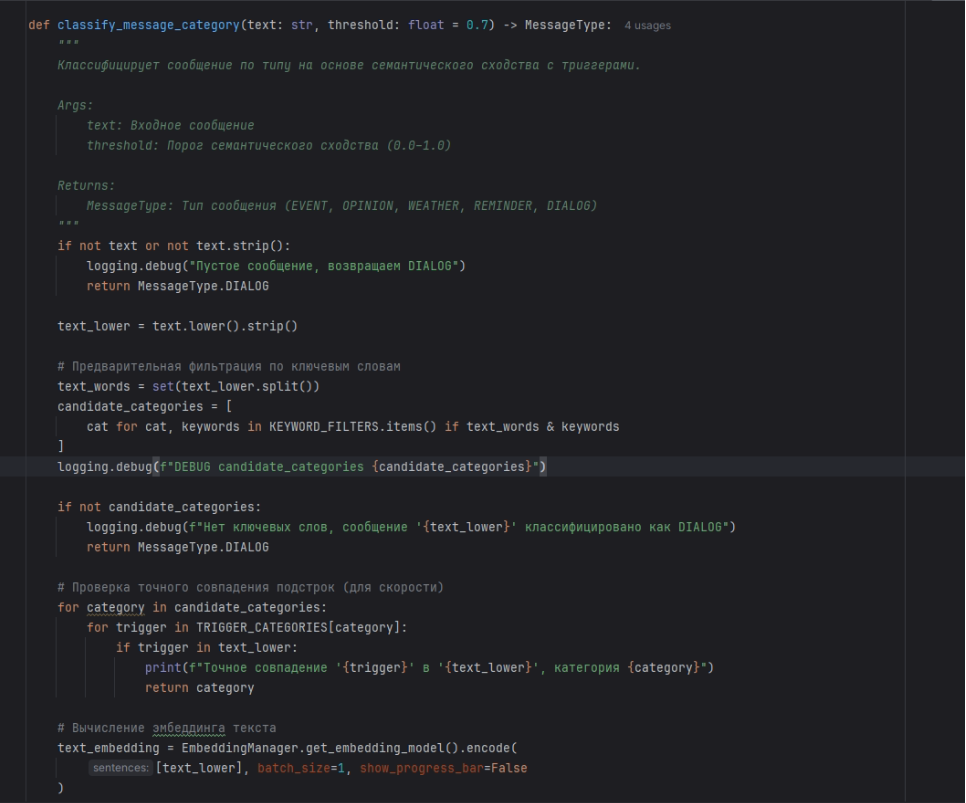 def classify_message_category(text: str, threshold: float = 0.7) -> MessageType: 4 usages
"""
Классифицирует сообщение по типу на основе семантического сходства с триггерами.
Args:
text: Входное сообщение
threshold: Порог семантического сходства (0.0-1.0)
Returns:
MessageType: Тип сообщения (EVENT, OPINION, WEATHER, REMINDER, DIALOG)
"""
if not text or not text.strip():
logging.debug("Пустое сообщение, возвращаем DIALOG")
return MessageType.DIALOG
text_lower = text.lower().strip()
# Предварительная фильтрация по ключевым словам
text_words = set(text_lower.split())
candidate_categories = [
cat for cat, keywords in KEYWORD_FILTERS.items() if text_words & keywords
]
logging.debug(f"DEBUG candidate_categories {candidate_categories}")
if not candidate_categories:
logging.debug(f"Нет ключевых слов, сообщение '{text_lower}' классифицировано как DIALOG")
return MessageType.DIALOG
# Проверка точного совпадения подстрок (для скорости)
for category in candidate_categories:
for trigger in TRIGGER_CATEGORIES[category]:
if trigger in text_lower:
print(f"Точное совпадение '{trigger}' в '{text_lower}', категория {category}")
return category
# Вычисление эмбеддинга текста
text_embedding = EmbeddingManager.get_embedding_model().encode(
sentences: [text_lower], batch_size=1, show_progress_bar=False
)